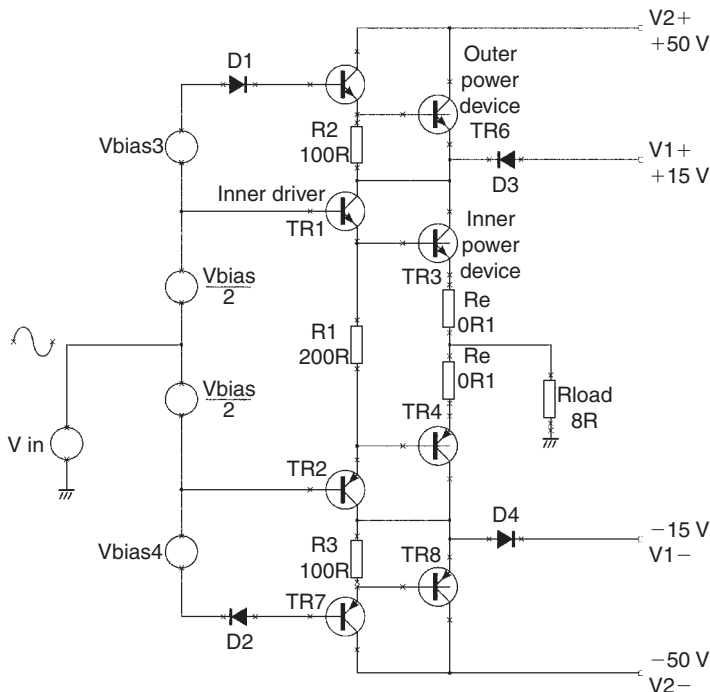 V2+
+50 V
D1
Outer
power
device
TR6
R2
100R
Vbias3
V1+
+15 V
D3
Inner driver
TR1
Inner
power
device
TR3
Vbias
2
Re
0R1
R1
200R
Re
0R1
Vbias
2
TR4
Rload
8R
V in
TR2
D4
−15 V
V1−
Vbias4
R3
100R
TR8
TR7
D2
−50 V
V2−